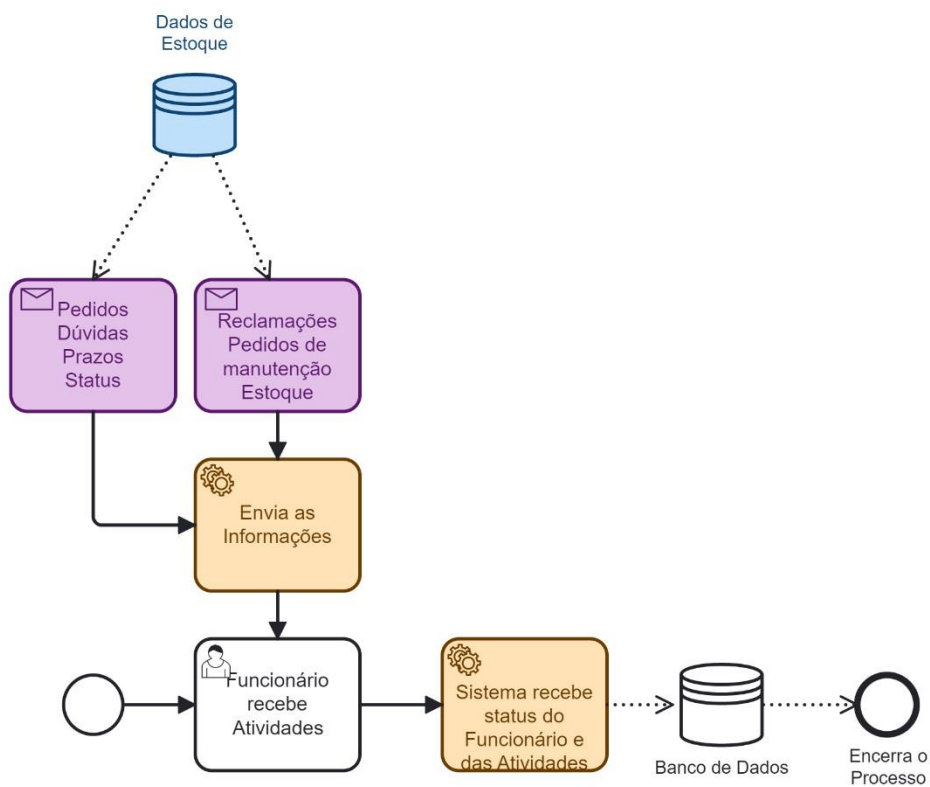 Dados de
Estoque
Pedidos
Dúvidas
Prazos
Status
Reclamações
Pedidos de
manutenção
Estoque
Envia as
Informações
Funcionário
recebe
Atividades
Sistema recebe
status do
Funcionário e
das Atividades
Banco de Dados
Encerra o
Processo